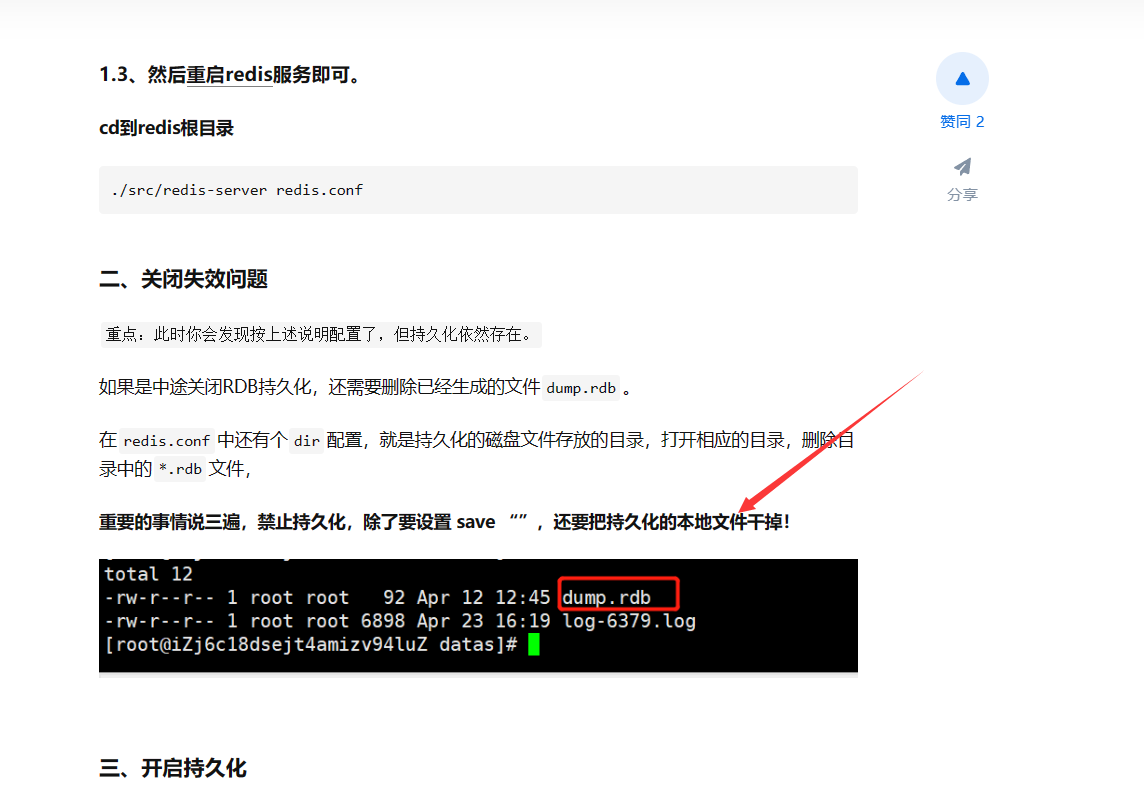 1.3、然后重启redis服务即可。
cd到redis根目录
./src/redis-server redis.conf
二、关闭失效问题
重点：此时你会发现按上述说明配置了，但持久化依然存在。
如果是中途关闭RDB持久化，还需要删除已经生成的文件 dump.rdb 。
在 redis.conf 中还有个 dir 配置，就是持久化的磁盘文件存放的目录，打开相应的目录，删除目
录中的 *.rdb 文件，
重要的事情说三遍，禁止持久化，除了要设置 save “” ，还要把持久化的本地文件干掉！
total 12
-rw-r--r-- 1 root root   92 Apr 12 12:45 dump.rdb
-rw-r--r-- 1 root root 6898 Apr 23 16:19 log-6379.log
[root@iZj6c18dsejt4amizv94luZ datas]#
三、开启持久化
赞同 2
分享